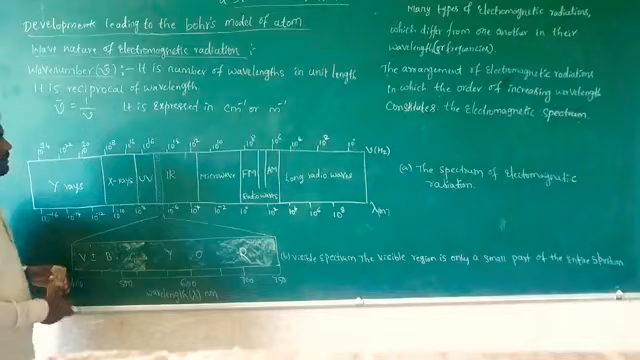 Developments leading to the bohr's model of atom
Wave nature of electromagnetic radiation :-
Wavenumber (ν̅) :- It is number of wavelengths in unit length
It is reciprocal of wavelength
ν̅ = 1/
It is expressed in cm⁻¹ or m⁻¹
Many types of Electromagnetic radiations,
which differ from one another in their
wavelength (or frequencies).
The arrangement of Electromagnetic radiations
in which the order of increasing wavelength
Constitutes the Electromagnetic spectrum.
ν (Hz)
γ rays X-rays UV IR Microwave FM AM Long radio waves
Radio waves
λ
(a) The spectrum of Electromagnetic
radiation.
V I B G Y O R
(b) Visible spectrum The visible region is only a small part of the Entire spectrum
500 600 700 750
wavelength (λ) nm